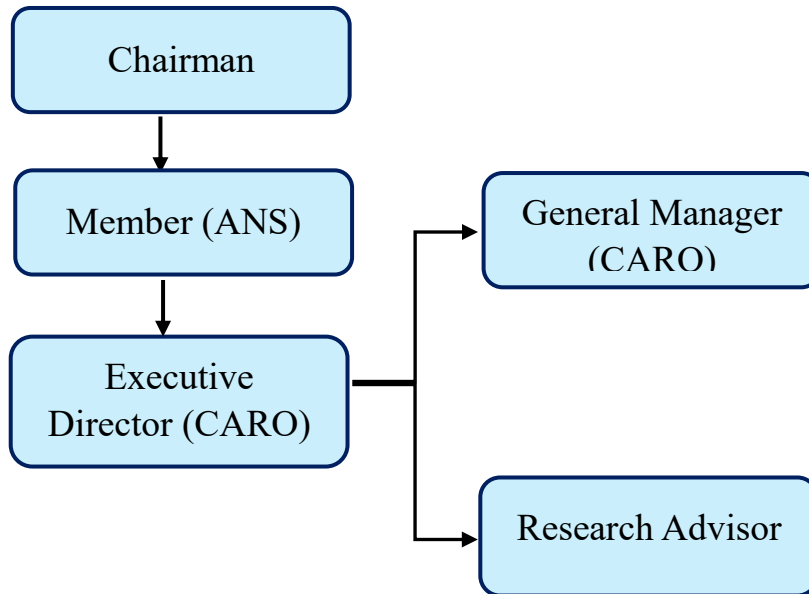 Chairman
Member (ANS)
General Manager
(CARO)
Executive
Director (CARO)
Research Advisor